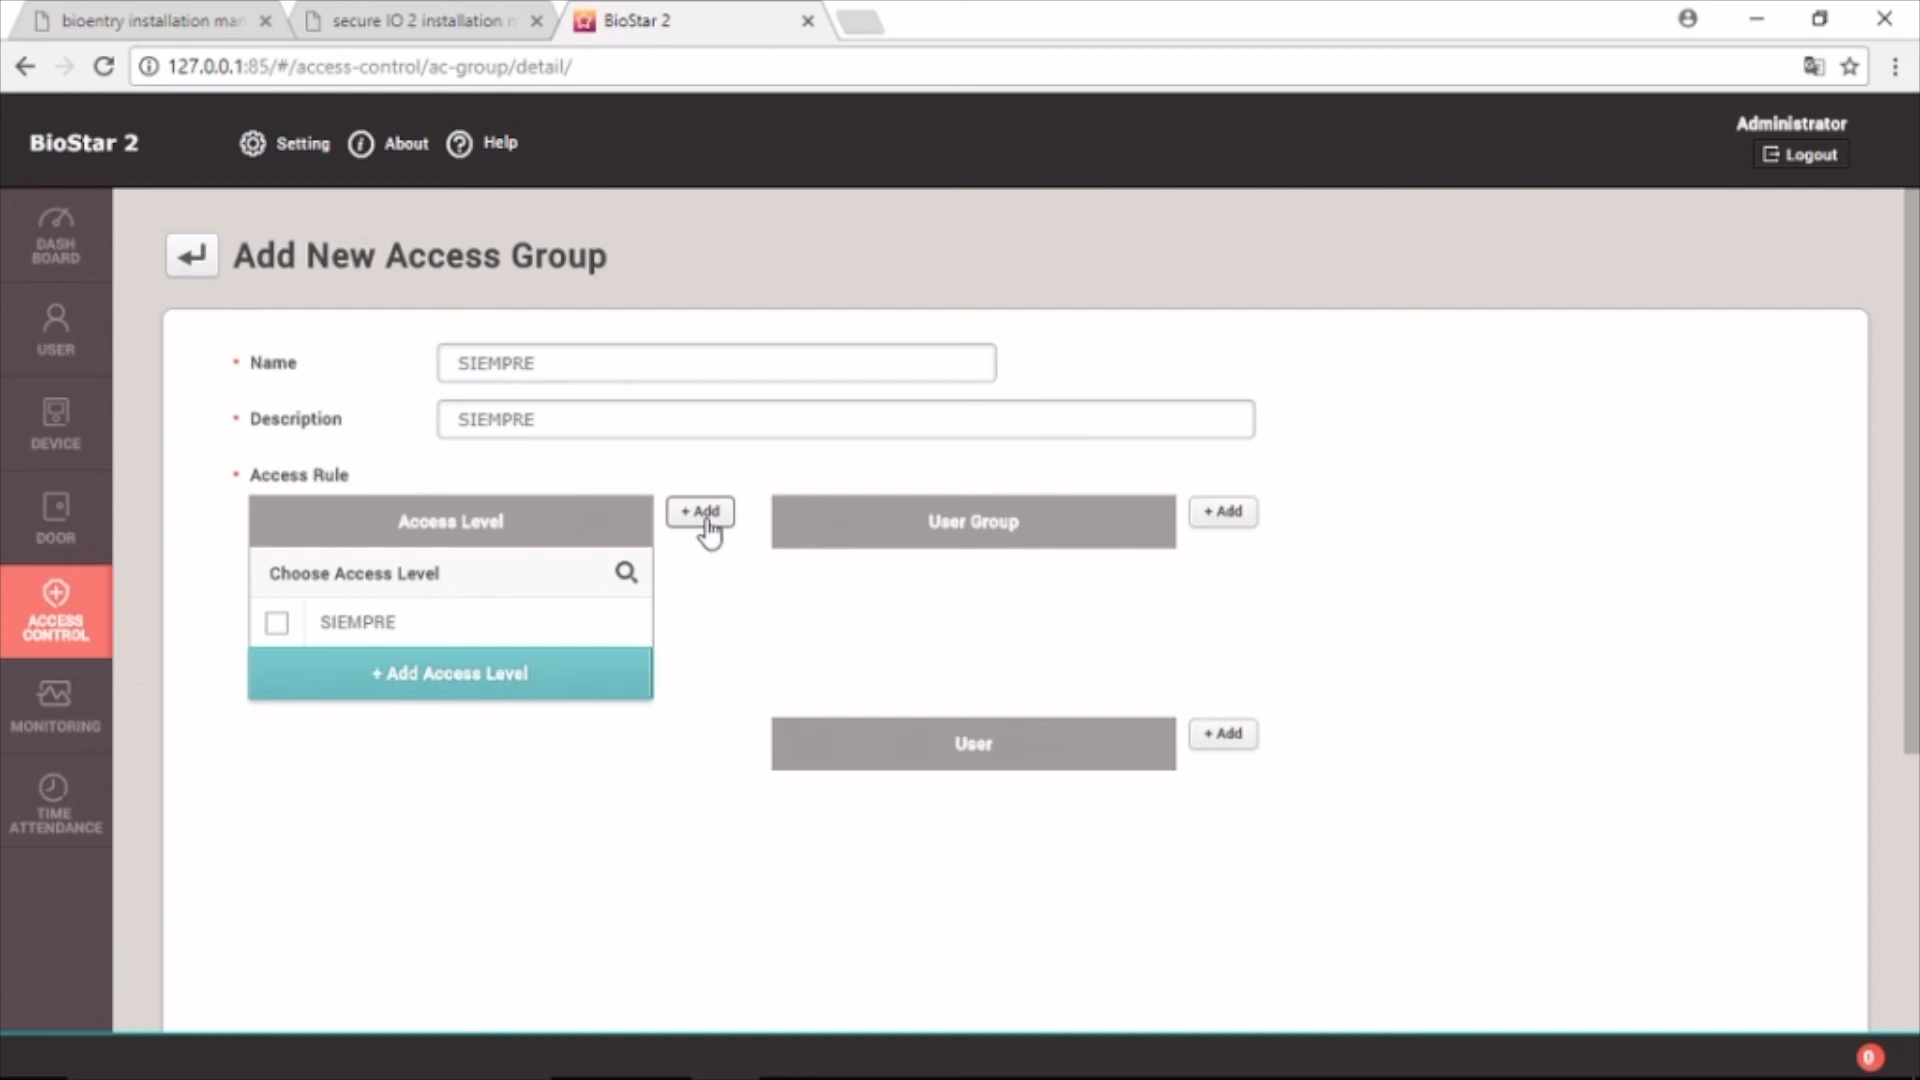 bioentry installation mar
secure IO 2 installation
BioStar 2
127.0.0.1:85/#/access-control/ac-group/detail/
BioStar 2
Setting
About
Help
Administrator
Logout
DASH
BOARD
USER
DEVICE
DOOR
ACCESS
CONTROL
MONITORING
TIME
ATTENDANCE
Add New Access Group
• Name
SIEMPRE
• Description
SIEMPRE
• Access Rule
Access Level
+ Add
User Group
+ Add
Choose Access Level
SIEMPRE
+ Add Access Level
User
+ Add
0